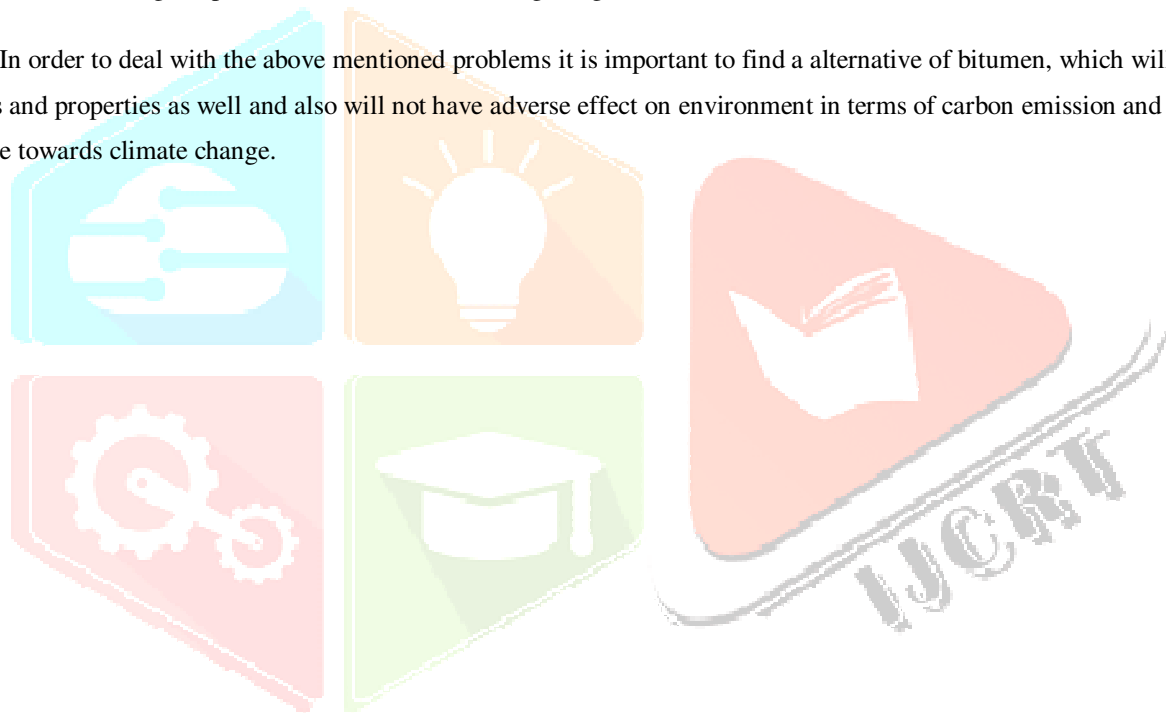 In order to deal with the above mentioned problems it is important to find a alternative of bitumen, which will
and properties as well and also will not have adverse effect on environment in terms of carbon emission and
towards climate change.
IJCRT